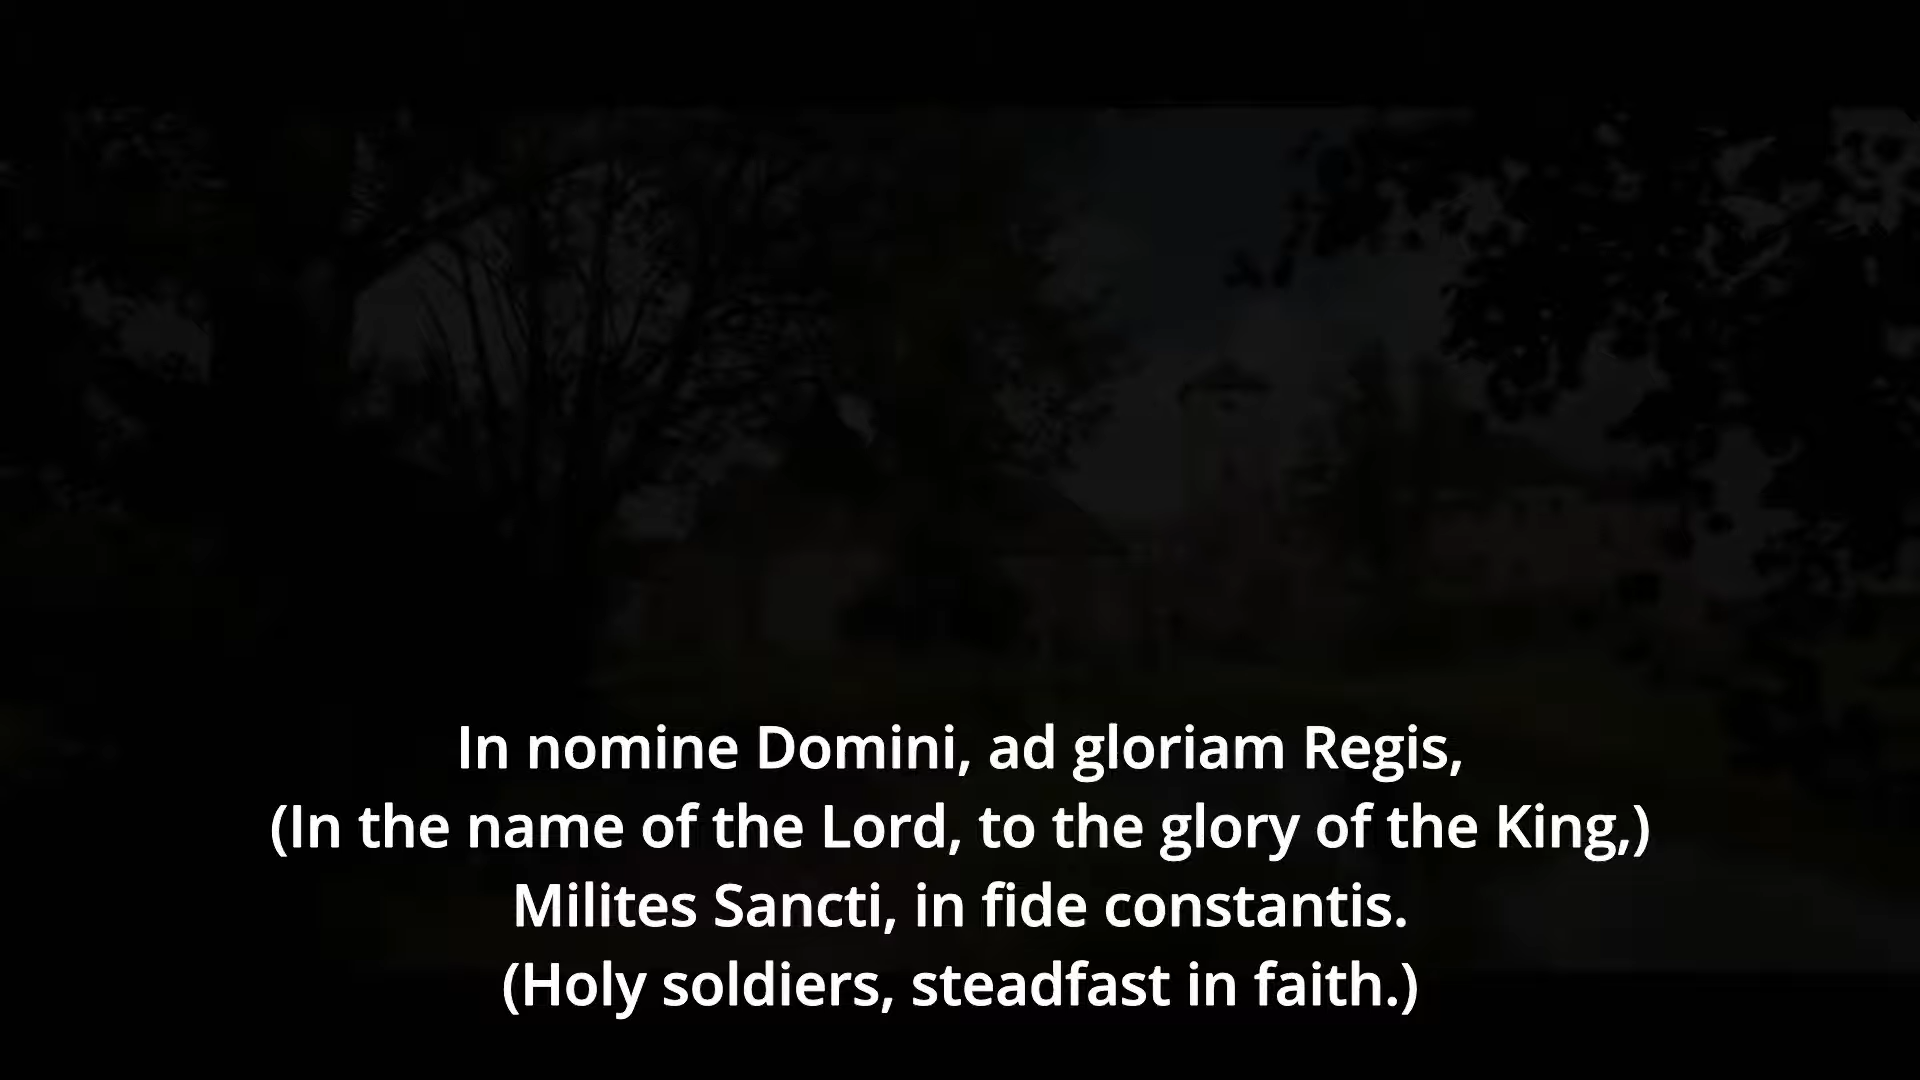 In nomine Domini, ad gloriam Regis,
(In the name of the Lord, to the glory of the King,)
Milites Sancti, in fide constantis.
(Holy soldiers, steadfast in faith.)